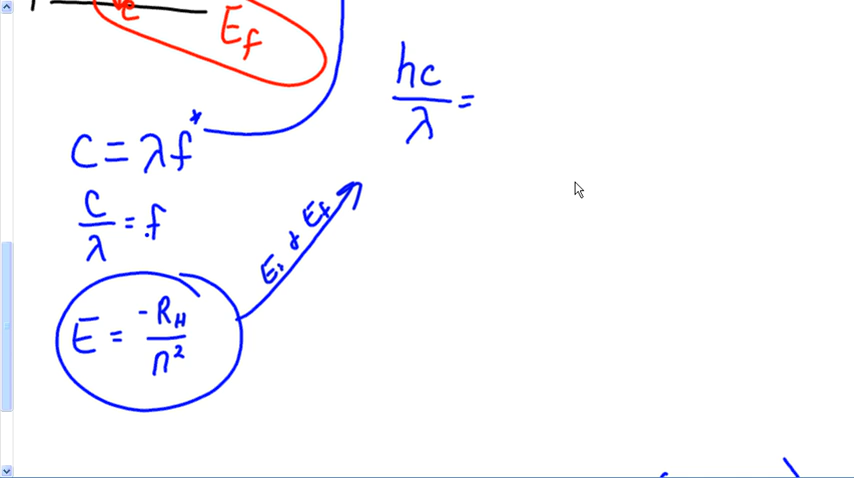 Ef
hc/λ =
c = λf*
c/λ = f
Ei & Ef
E = -RH/n²